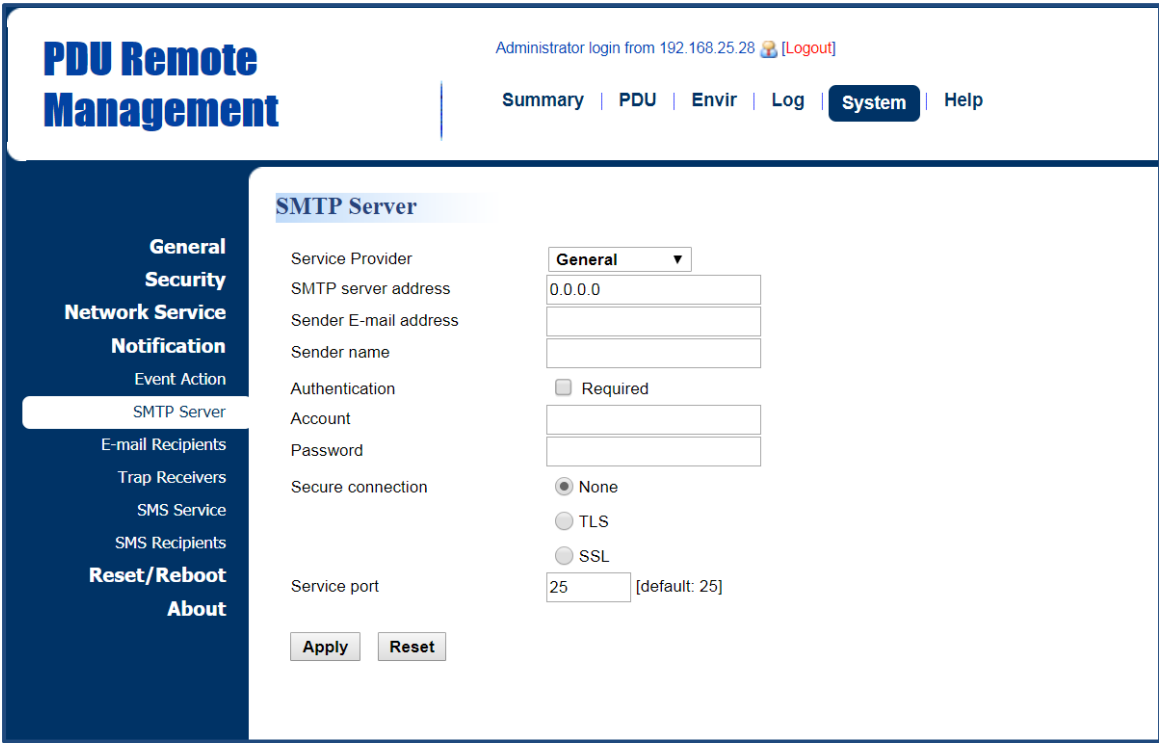 PDU Remote
Management
Administrator login from 192.168.25.28 [Logout]
Summary | PDU | Envir | Log | System | Help
General
Security
Network Service
Notification
Event Action
SMTP Server
E-mail Recipients
Trap Receivers
SMS Service
SMS Recipients
Reset/Reboot
About
SMTP Server
Service Provider General
SMTP server address 0.0.0.0
Sender E-mail address
Sender name
Authentication Required
Account
Password
Secure connection None
TLS
SSL
Service port 25 [default: 25]
Apply Reset